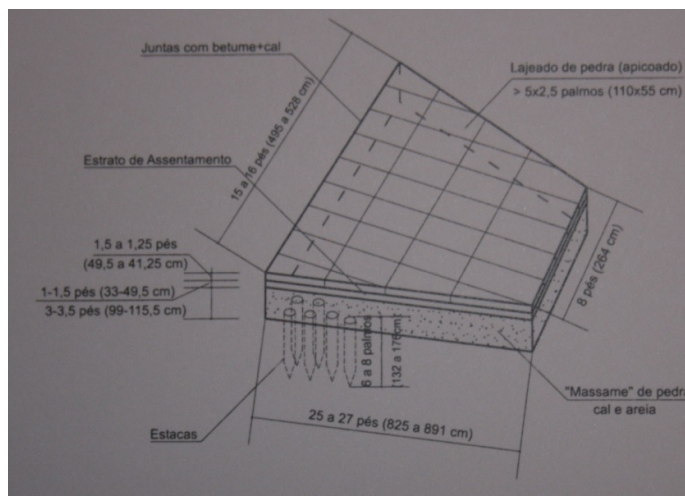 Juntas com betume+cal
Lajeado de pedra (apicoado)
> 5x2,5 palmos (110x55 cm)
15 a 16 pés (495 a 528 cm)
Estrato de Assentamento
1,5 a 1,25 pés
(49,5 a 41,25 cm)
8 pés (264 cm)
1-1,5 pés (33-49,5 cm)
3-3,5 pés (99-115,5 cm)
6 a 8 palmos
(132 a 176cm)
"Massame" de pedra
cal e areia
Estacas
25 a 27 pés (825 a 891 cm)